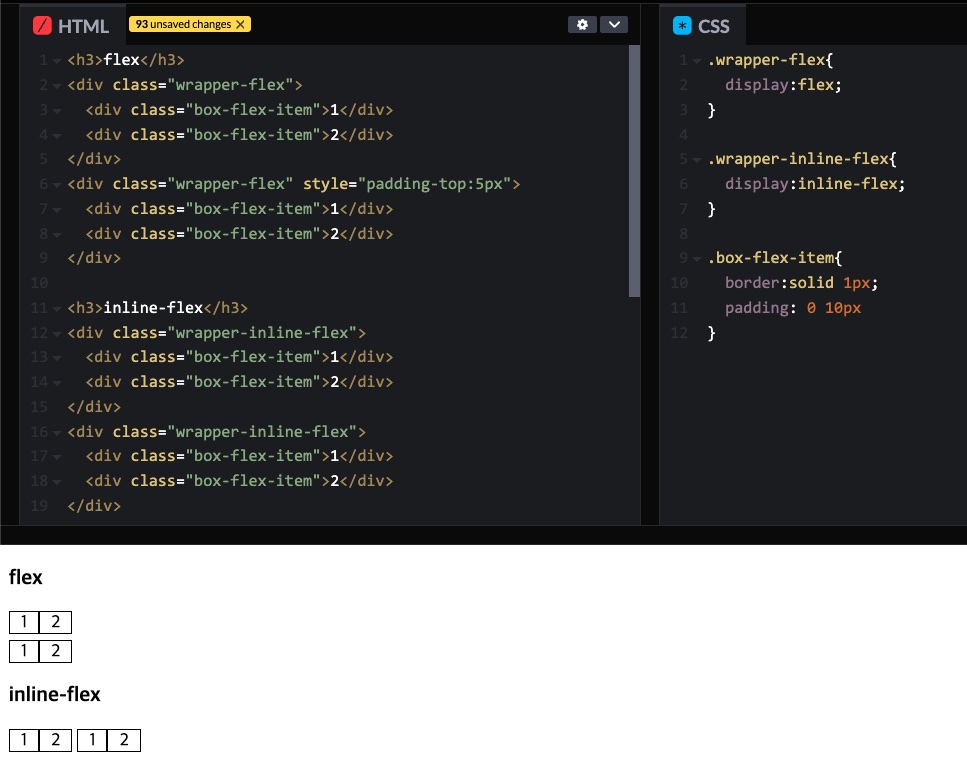 HTML
93 unsaved changes ×
1 <h3>flex</h3>
2 <div class="wrapper-flex">
3   <div class="box-flex-item">1</div>
4   <div class="box-flex-item">2</div>
5 </div>
6 <div class="wrapper-flex" style="padding-top:5px">
7   <div class="box-flex-item">1</div>
8   <div class="box-flex-item">2</div>
9 </div>
10
11 <h3>inline-flex</h3>
12 <div class="wrapper-inline-flex">
13   <div class="box-flex-item">1</div>
14   <div class="box-flex-item">2</div>
15 </div>
16 <div class="wrapper-inline-flex">
17   <div class="box-flex-item">1</div>
18   <div class="box-flex-item">2</div>
19 </div>
CSS
1 .wrapper-flex{
2   display:flex;
3 }
4
5 .wrapper-inline-flex{
6   display:inline-flex;
7 }
8
9 .box-flex-item{
10   border:solid 1px;
11   padding: 0 10px
12 }
flex
1 2
1 2
inline-flex
1 2 1 2